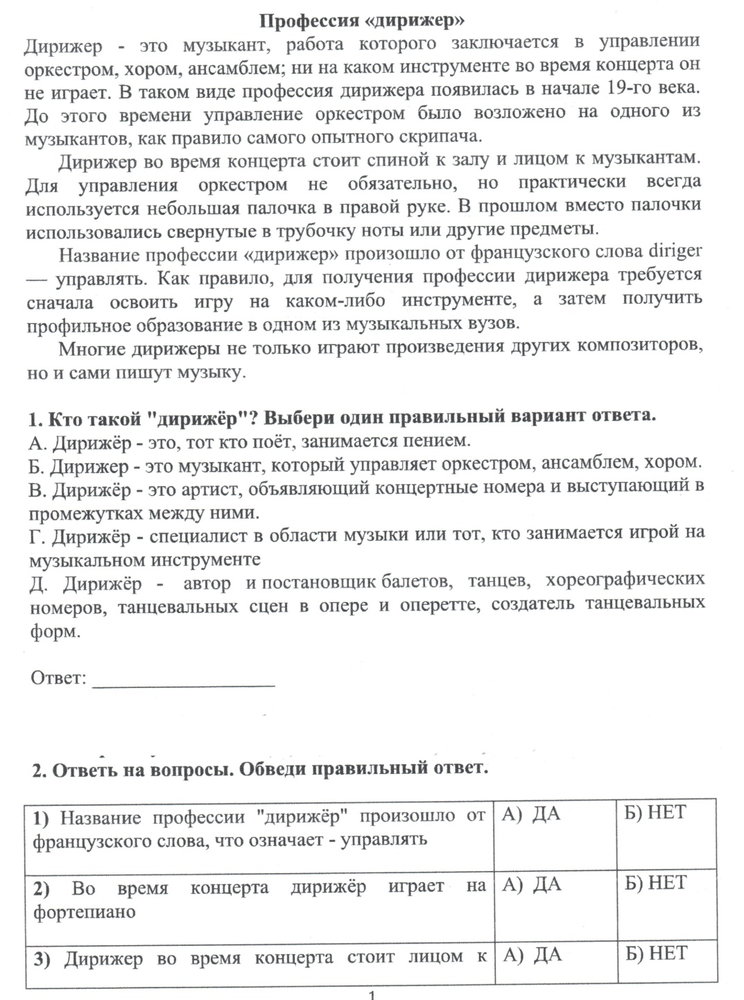 Профессия «дирижер»
Дирижер - это музыкант, работа которого заключается в управлении
оркестром, хором, ансамблем; ни на каком инструменте во время концерта он
не играет. В таком виде профессия дирижера появилась в начале 19-го века.
До этого времени управление оркестром было возложено на одного из
музыкантов, как правило самого опытного скрипача.
Дирижер во время концерта стоит спиной к залу и лицом к музыкантам.
Для управления оркестром не обязательно, но практически всегда
используется небольшая палочка в правой руке. В прошлом вместо палочки
использовались свернутые в трубочку ноты или другие предметы.
Название профессии «дирижер» произошло от французского слова diriger
— управлять. Как правило, для получения профессии дирижера требуется
сначала освоить игру на каком-либо инструменте, а затем получить
профильное образование в одном из музыкальных вузов.
Многие дирижеры не только играют произведения других композиторов,
но и сами пишут музыку.
1. Кто такой "дирижёр"? Выбери один правильный вариант ответа.
А. Дирижёр - это, тот кто поёт, занимается пением.
Б. Дирижер - это музыкант, который управляет оркестром, ансамблем, хором.
В. Дирижёр - это артист, объявляющий концертные номера и выступающий в
промежутках между ними.
Г. Дирижёр - специалист в области музыки или тот, кто занимается игрой на
музыкальном инструменте
Д. Дирижёр - автор и постановщик балетов, танцев, хореографических
номеров, танцевальных сцен в опере и оперетте, создатель танцевальных
форм.
Ответ: ___________________
2. Ответь на вопросы. Обведи правильный ответ.
1) Название профессии "дирижёр" произошло от А) ДА Б) НЕТ
французского слова, что означает - управлять
2) Во время концерта дирижёр играет на А) ДА Б) НЕТ
фортепиано
3) Дирижер во время концерта стоит лицом к А) ДА Б) НЕТ
1